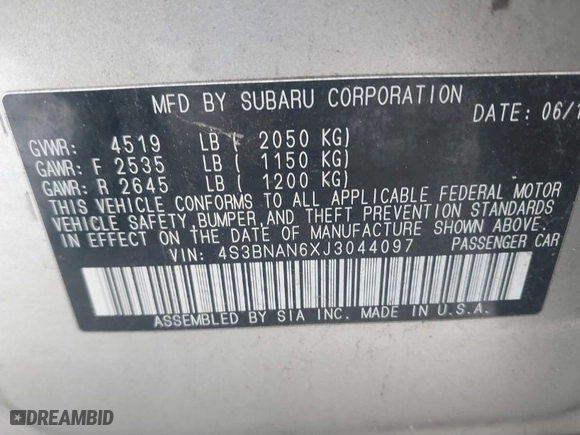 MFD BY SUBARU CORPORATION
DATE: 06/1
GVWR: 4519 LB ( 2050 KG)
GAWR: F 2535 LB ( 1150 KG)
GAWR: R 2645 LB ( 1200 KG)
THIS VEHICLE CONFORMS TO ALL APPLICABLE FEDERAL MOTOR
VEHICLE SAFETY, BUMPER, AND THEFT PREVENTION STANDARDS
IN EFFECT ON THE DATE OF MANUFACTURE SHOWN ABOVE.
VIN: 4S3BNAN6XJ3044097 PASSENGER CAR
ASSEMBLED BY SIA INC. MADE IN U.S.A.
DREAMBID